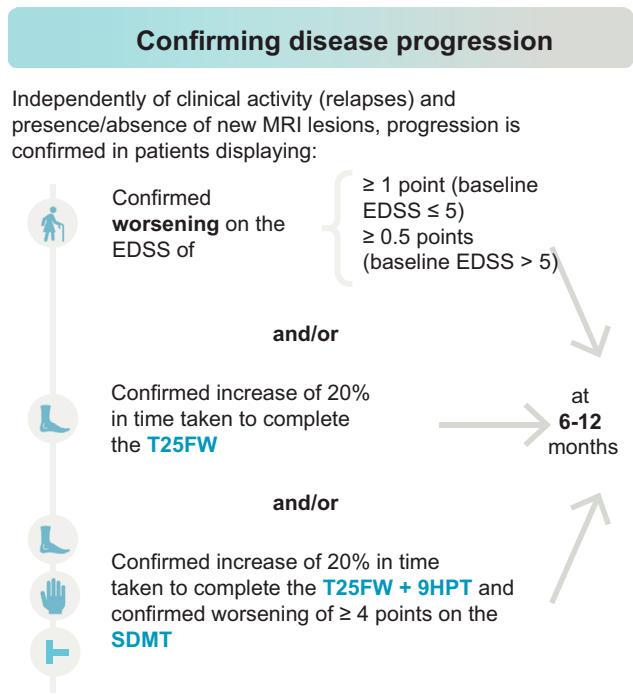 Confirming disease progression
Independently of clinical activity (relapses) and
presence/absence of new MRI lesions, progression is
confirmed in patients displaying:
Confirmed
worsening on the
EDSS of
≥ 1 point (baseline
EDSS ≤ 5)
≥ 0.5 points
(baseline EDSS > 5)
and/or
Confirmed increase of 20%
in time taken to complete
the T25FW
at
6-12
months
and/or
Confirmed increase of 20% in time
taken to complete the T25FW + 9HPT and
confirmed worsening of ≥ 4 points on the
SDMT